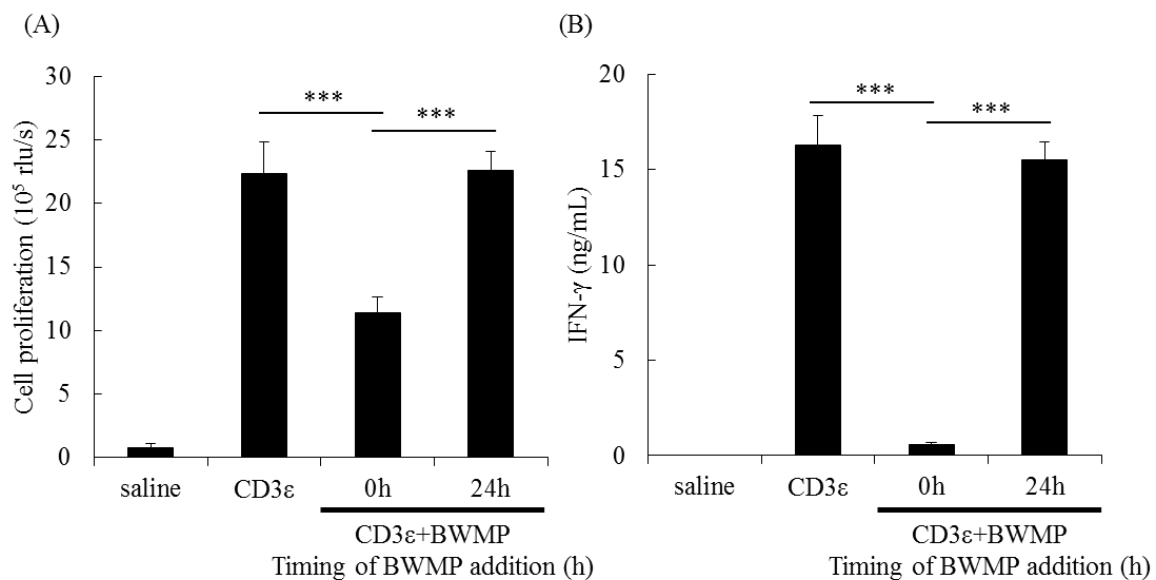 (A)
Cell proliferation (10⁵ rlu/s)
30
25
20
15
10
5
0
***
***
saline
CD3ε
0h
24h
CD3ε+BWMP
Timing of BWMP addition (h)
(B)
IFN-γ (ng/mL)
20
15
10
5
0
***
***
saline
CD3ε
0h
24h
CD3ε+BWMP
Timing of BWMP addition (h)